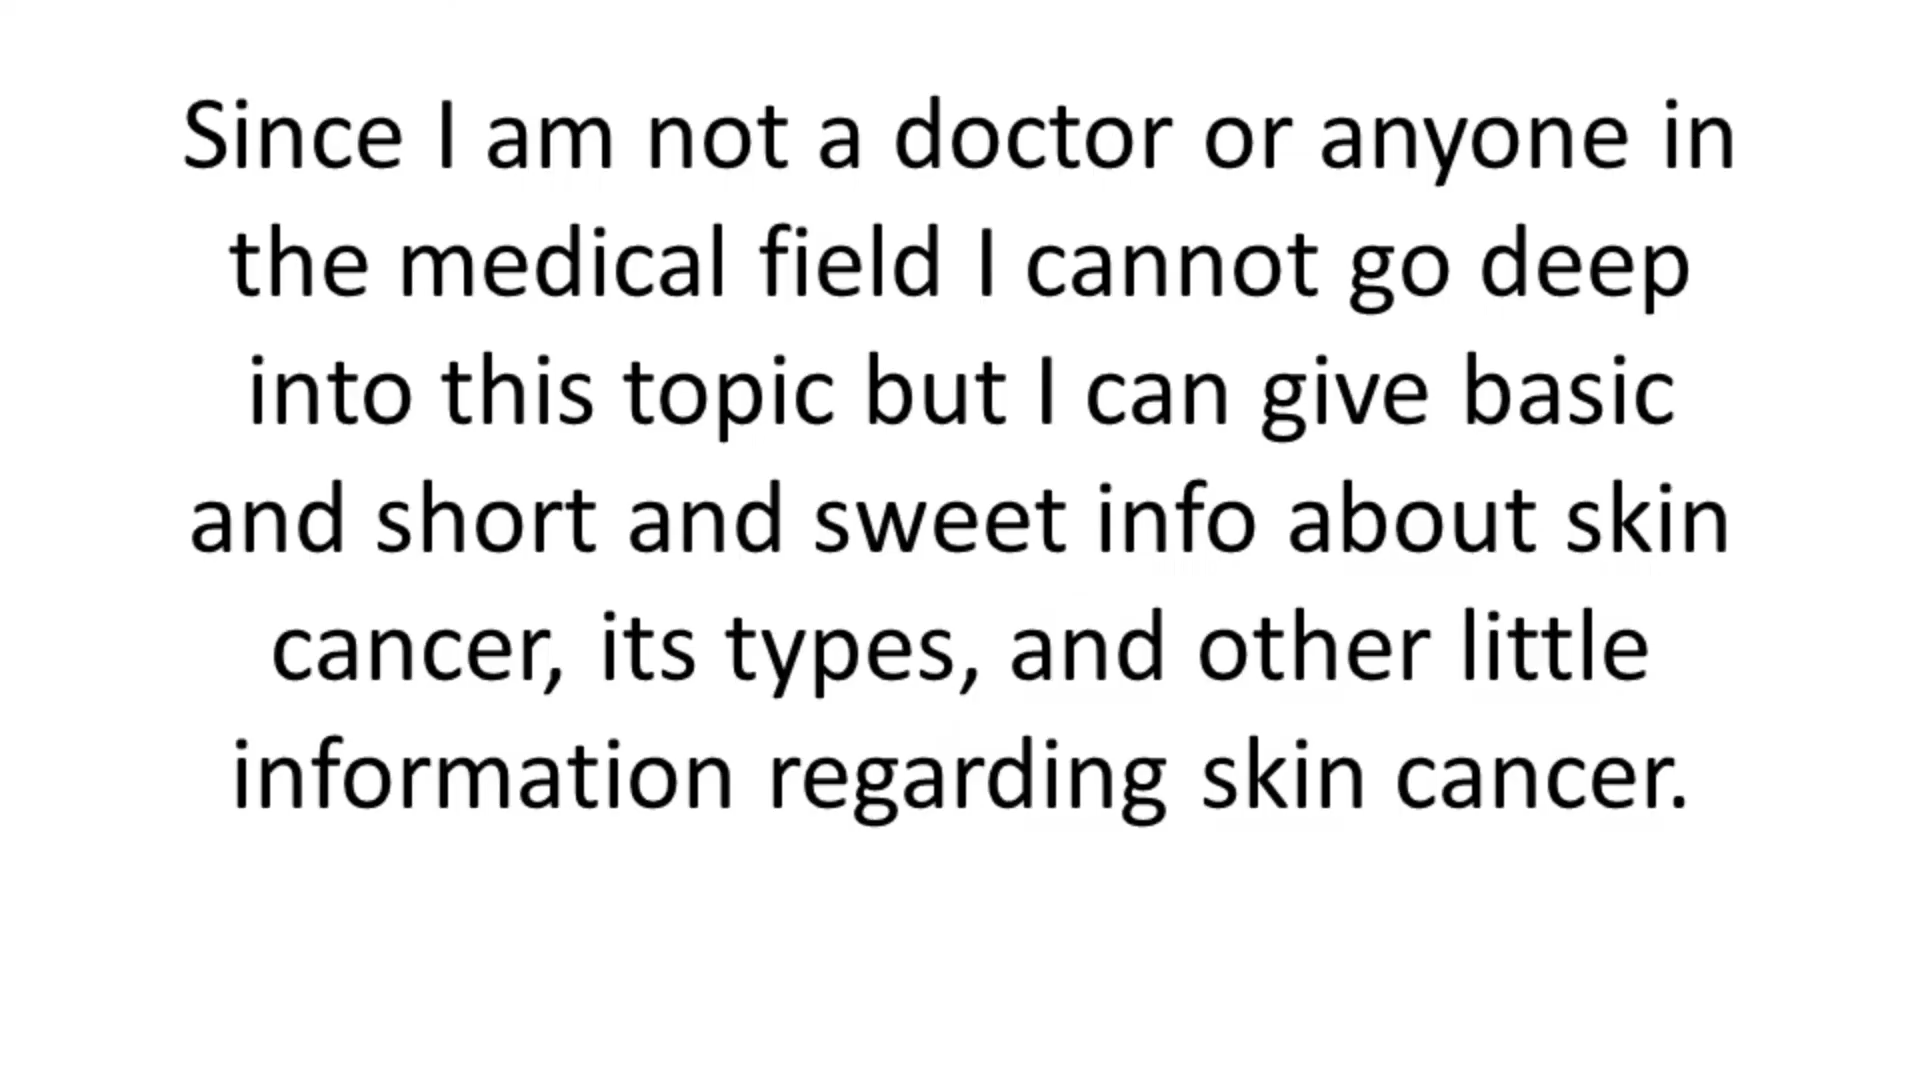 Since I am not a doctor or anyone in
the medical field I cannot go deep
into this topic but I can give basic
and short and sweet info about skin
cancer, its types, and other little
information regarding skin cancer.